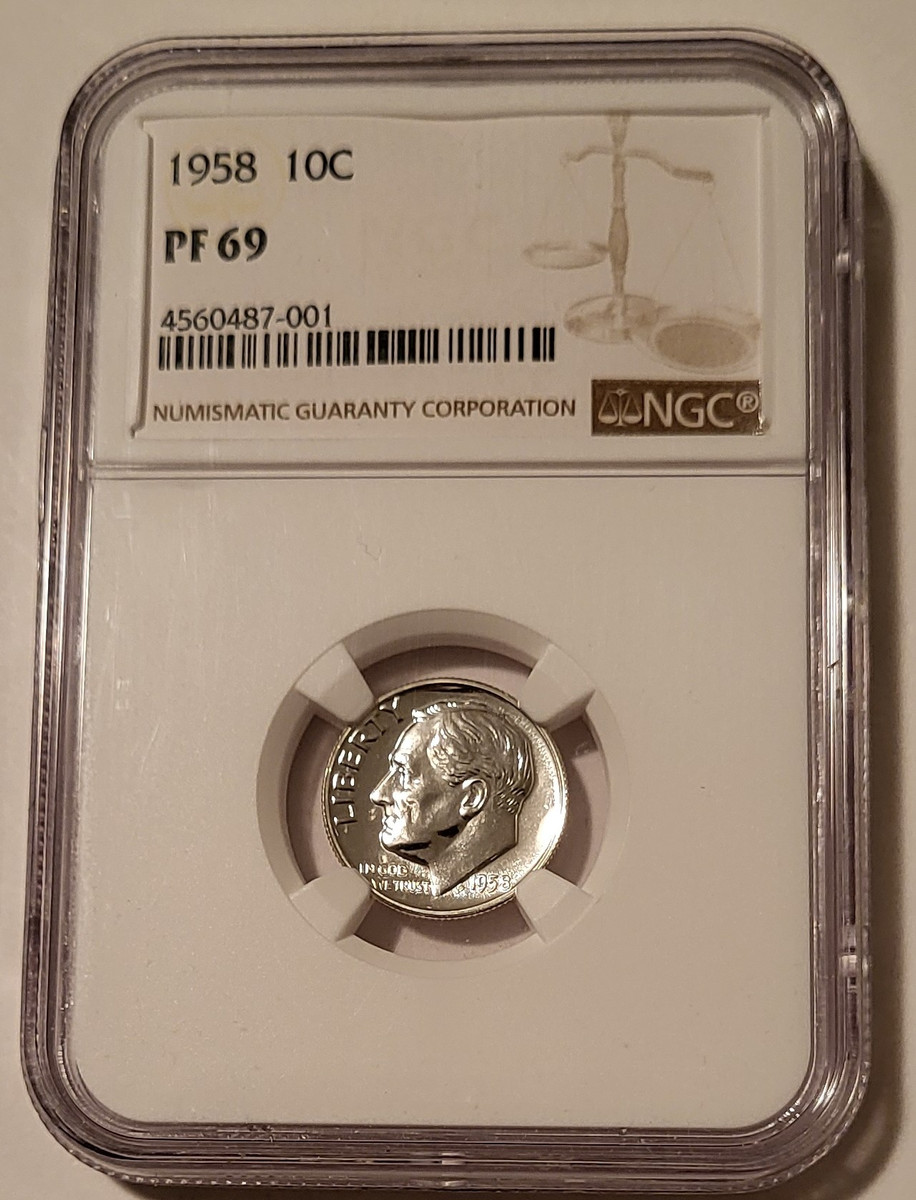 1958 10C
PF 69
4560487-001
NUMISMATIC GUARANTY CORPORATION NGC®
LIBERTY
IN GOD
WE TRUST 1958